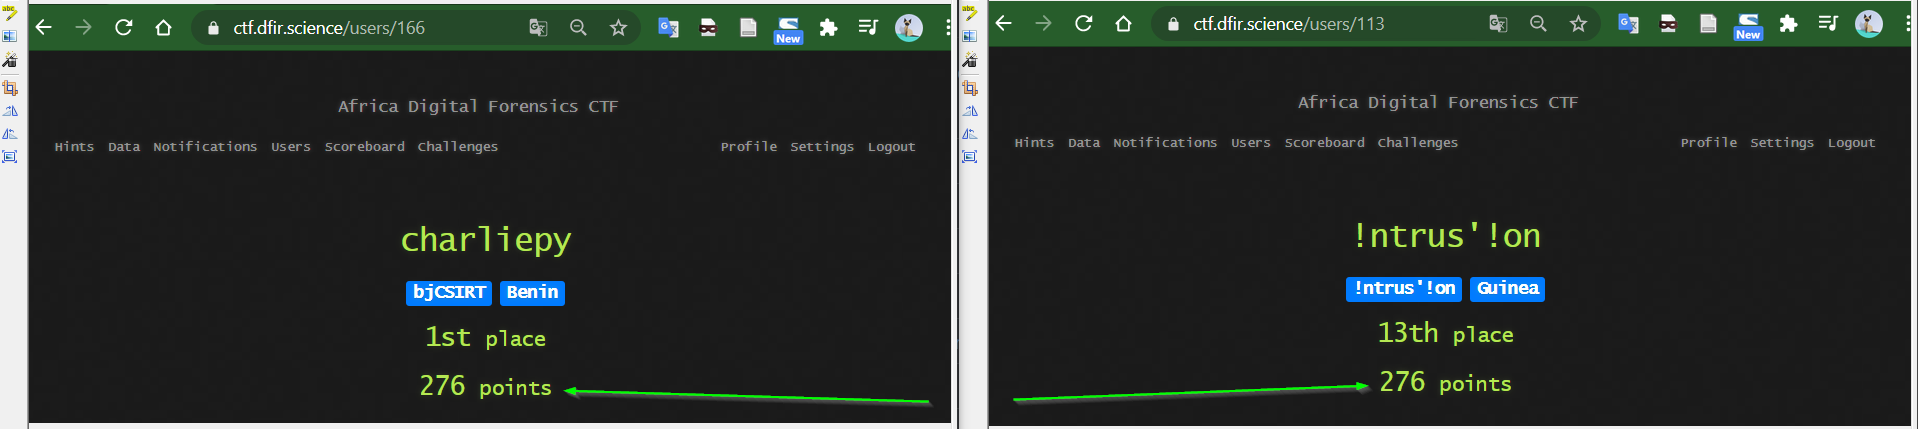 abc
ctf.dfir.science/users/166
G
New
Africa Digital Forensics CTF
Hints Data Notifications Users Scoreboard Challenges Profile Settings Logout
charliepy
bjCSIRT Benin
1st place
276 points
abc
ctf.dfir.science/users/113
G
New
Africa Digital Forensics CTF
Hints Data Notifications Users Scoreboard Challenges Profile Settings Logout
!ntrus'!on
!ntrus'!on Guinea
13th place
276 points